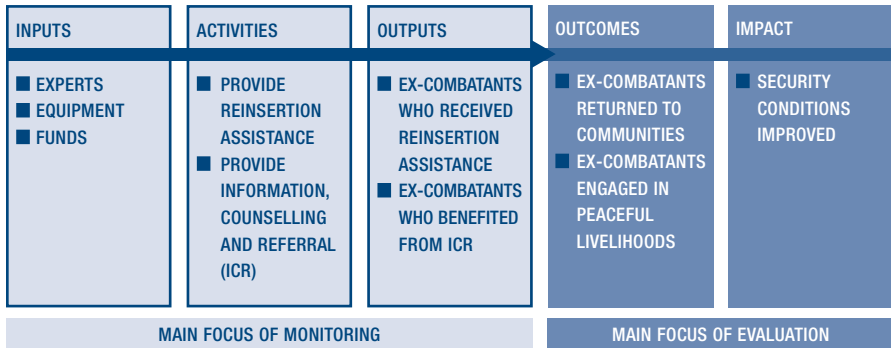 INPUTS
■ EXPERTS
■ EQUIPMENT
■ FUNDS
ACTIVITIES
■ PROVIDE
REINSERTION
ASSISTANCE
■ PROVIDE
INFORMATION,
COUNSELLING
AND REFERRAL
(ICR)
OUTPUTS
■ EX-COMBATANTS
WHO RECEIVED
REINSERTION
ASSISTANCE
■ EX-COMBATANTS
WHO BENEFITED
FROM ICR
OUTCOMES
■ EX-COMBATANTS
RETURNED TO
COMMUNITIES
■ EX-COMBATANTS
ENGAGED IN
PEACEFUL
LIVELIHOODS
IMPACT
■ SECURITY
CONDITIONS
IMPROVED
MAIN FOCUS OF MONITORING
MAIN FOCUS OF EVALUATION